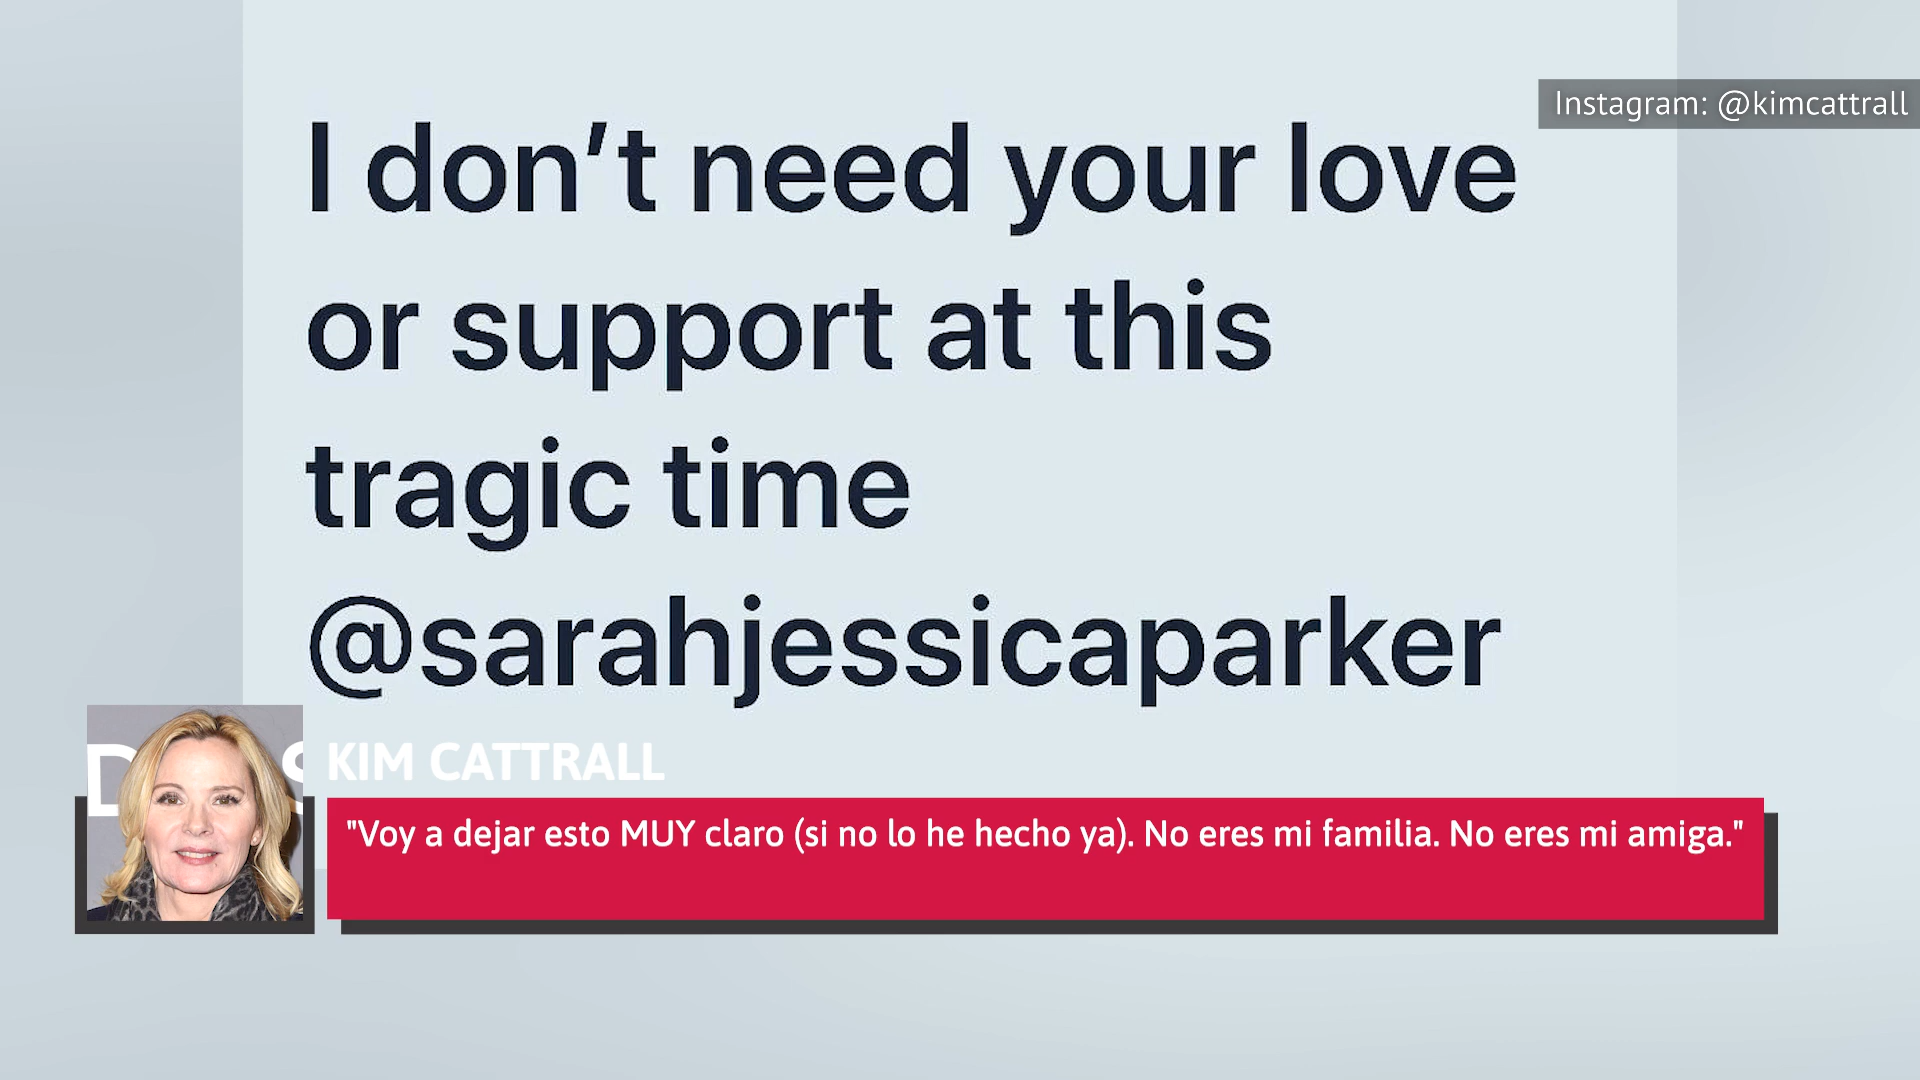 Instagram: @kimcattrall
I don’t need your love
or support at this
tragic time
@sarahjessicaparker
KIM CATTRALL
"Voy a dejar esto MUY claro (si no lo he hecho ya). No eres mi familia. No eres mi amiga."